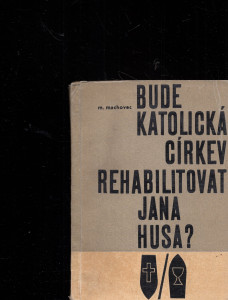 m. machovec
BUDE
KATOLICKÁ
CÍRKEV
REHABILITOVAT
JANA
HUSA?